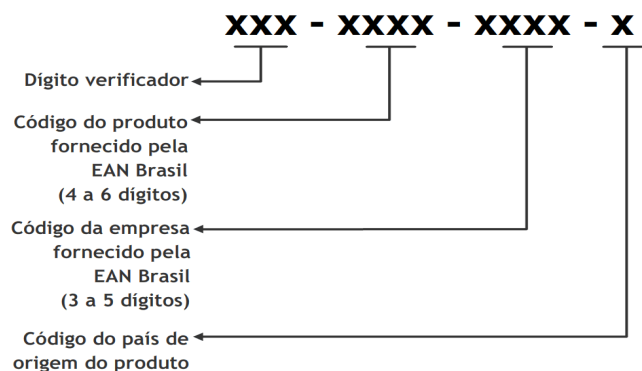 xxx - xxxx - xxxx - x
Dígito verificador
Código do produto
fornecido pela
EAN Brasil
(4 a 6 dígitos)
Código da empresa
fornecido pela
EAN Brasil
(3 a 5 dígitos)
Código do país de
origem do produto